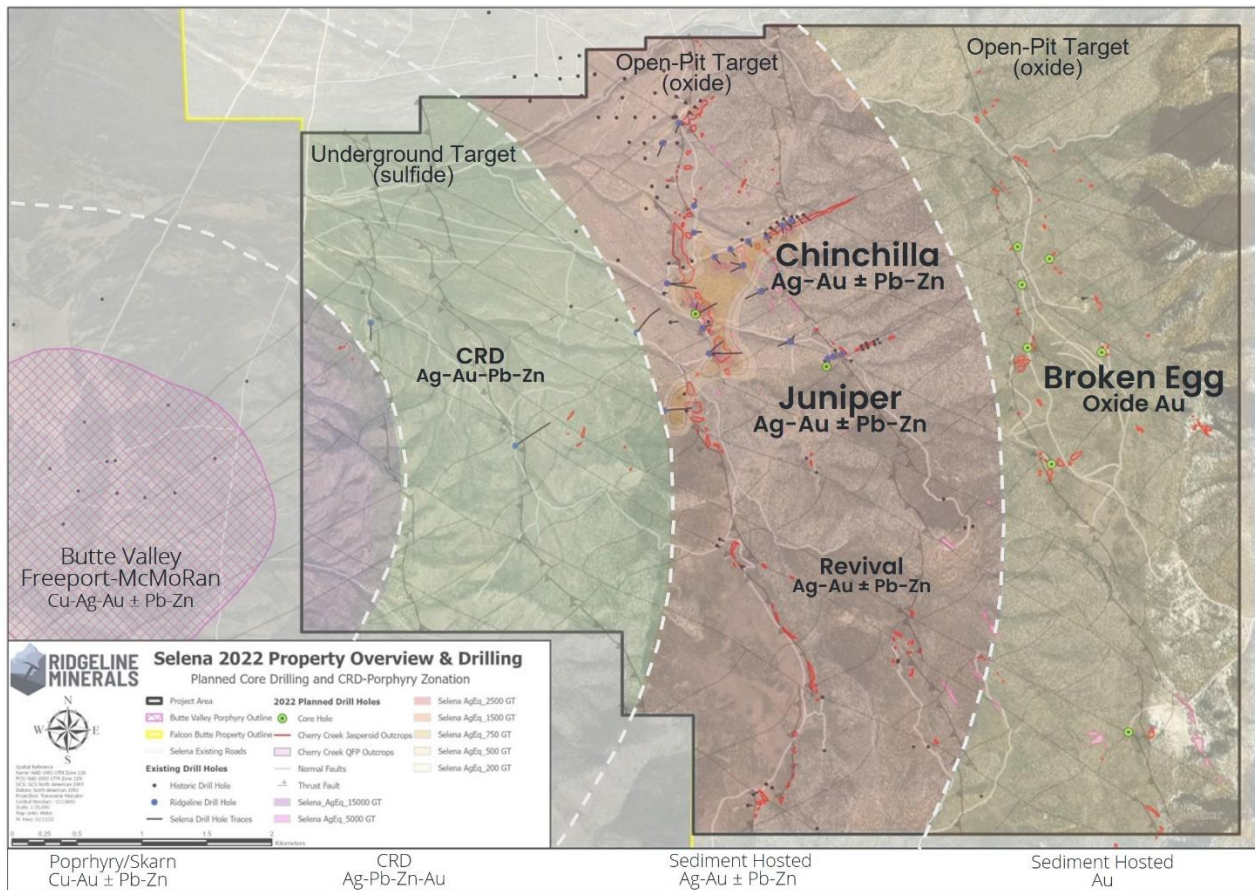 Open-Pit Target
(oxide)
Open-Pit Target
(oxide)
Underground Target
(sulfide)
Chinchilla
Ag-Au ± Pb-Zn
CRD
Ag-Au-Pb-Zn
Juniper
Ag-Au ± Pb-Zn
Broken Egg
Oxide Au
Butte Valley
Freeport-McMoRan
Cu-Ag-Au ± Pb-Zn
Revival
Ag-Au ± Pb-Zn
RIDGELINE
MINERALS
Selena 2022 Property Overview & Drilling
Planned Core Drilling and CRD-Porphyry Zonation
N
W E
S
Project Area
Butte Valley Porphyry Outline
Falcon Butte Property Outline
Selena Existing Roads
Existing Drill Holes
Historic Drill Hole
Ridgeline Drill Hole
Selena Drill Hole Traces
2022 Planned Drill Holes
Core Hole
Cherry Creek Jasperoid Outcrops
Cherry Creek QFP Outcrops
Normal Faults
Thrust Fault
Selena_AgEq_15000 GT
Selena AgEq_5000 GT
Selena AgEq_2500 GT
Selena AgEq_1500 GT
Selena AgEq_750 GT
Selena AgEq_500 GT
Selena AgEq_200 GT
Spatial Reference
0 0.25 0.5 1 1.5 2
Kilometers
Poprhyry/Skarn
Cu-Au ± Pb-Zn
CRD
Ag-Pb-Zn-Au
Sediment Hosted
Ag-Au ± Pb-Zn
Sediment Hosted
Au